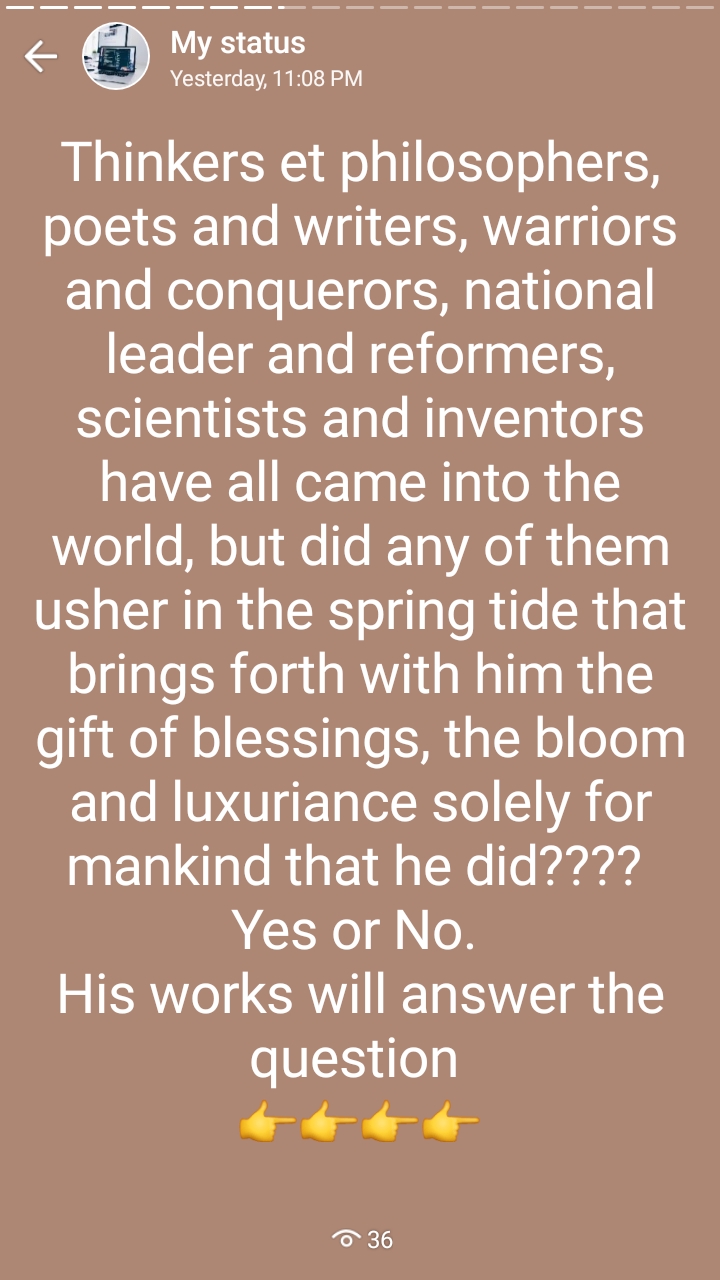 My status
Yesterday, 11:08 PM
Thinkers et philosophers,
poets and writers, warriors
and conquerors, national
leader and reformers,
scientists and inventors
have all came into the
world, but did any of them
usher in the spring tide that
brings forth with him the
gift of blessings, the bloom
and luxuriance solely for
mankind that he did????
Yes or No.
His works will answer the
question
👉👉👉👉
36